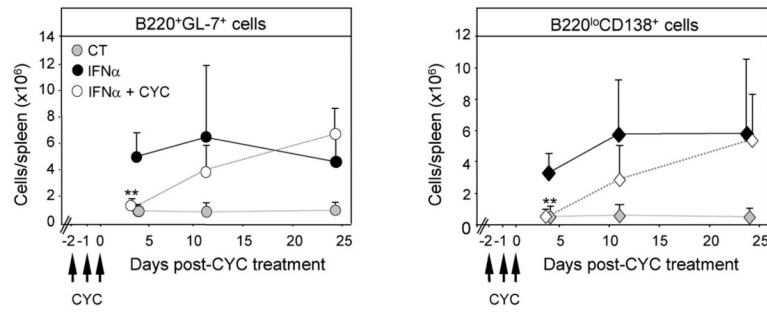 B220⁺GL-7⁺ cells
Cells/spleen (x10⁶)
14
12
10
8
6
4
2
0
CT
IFNα
IFNα + CYC
**
-2 -1 0 5 10 15 20 25
Days post-CYC treatment
CYC
B220ˡᵒCD138⁺ cells
Cells/spleen (x10⁶)
12
10
8
6
4
2
0
**
-2 -1 0 5 10 15 20 25
Days post-CYC treatment
CYC